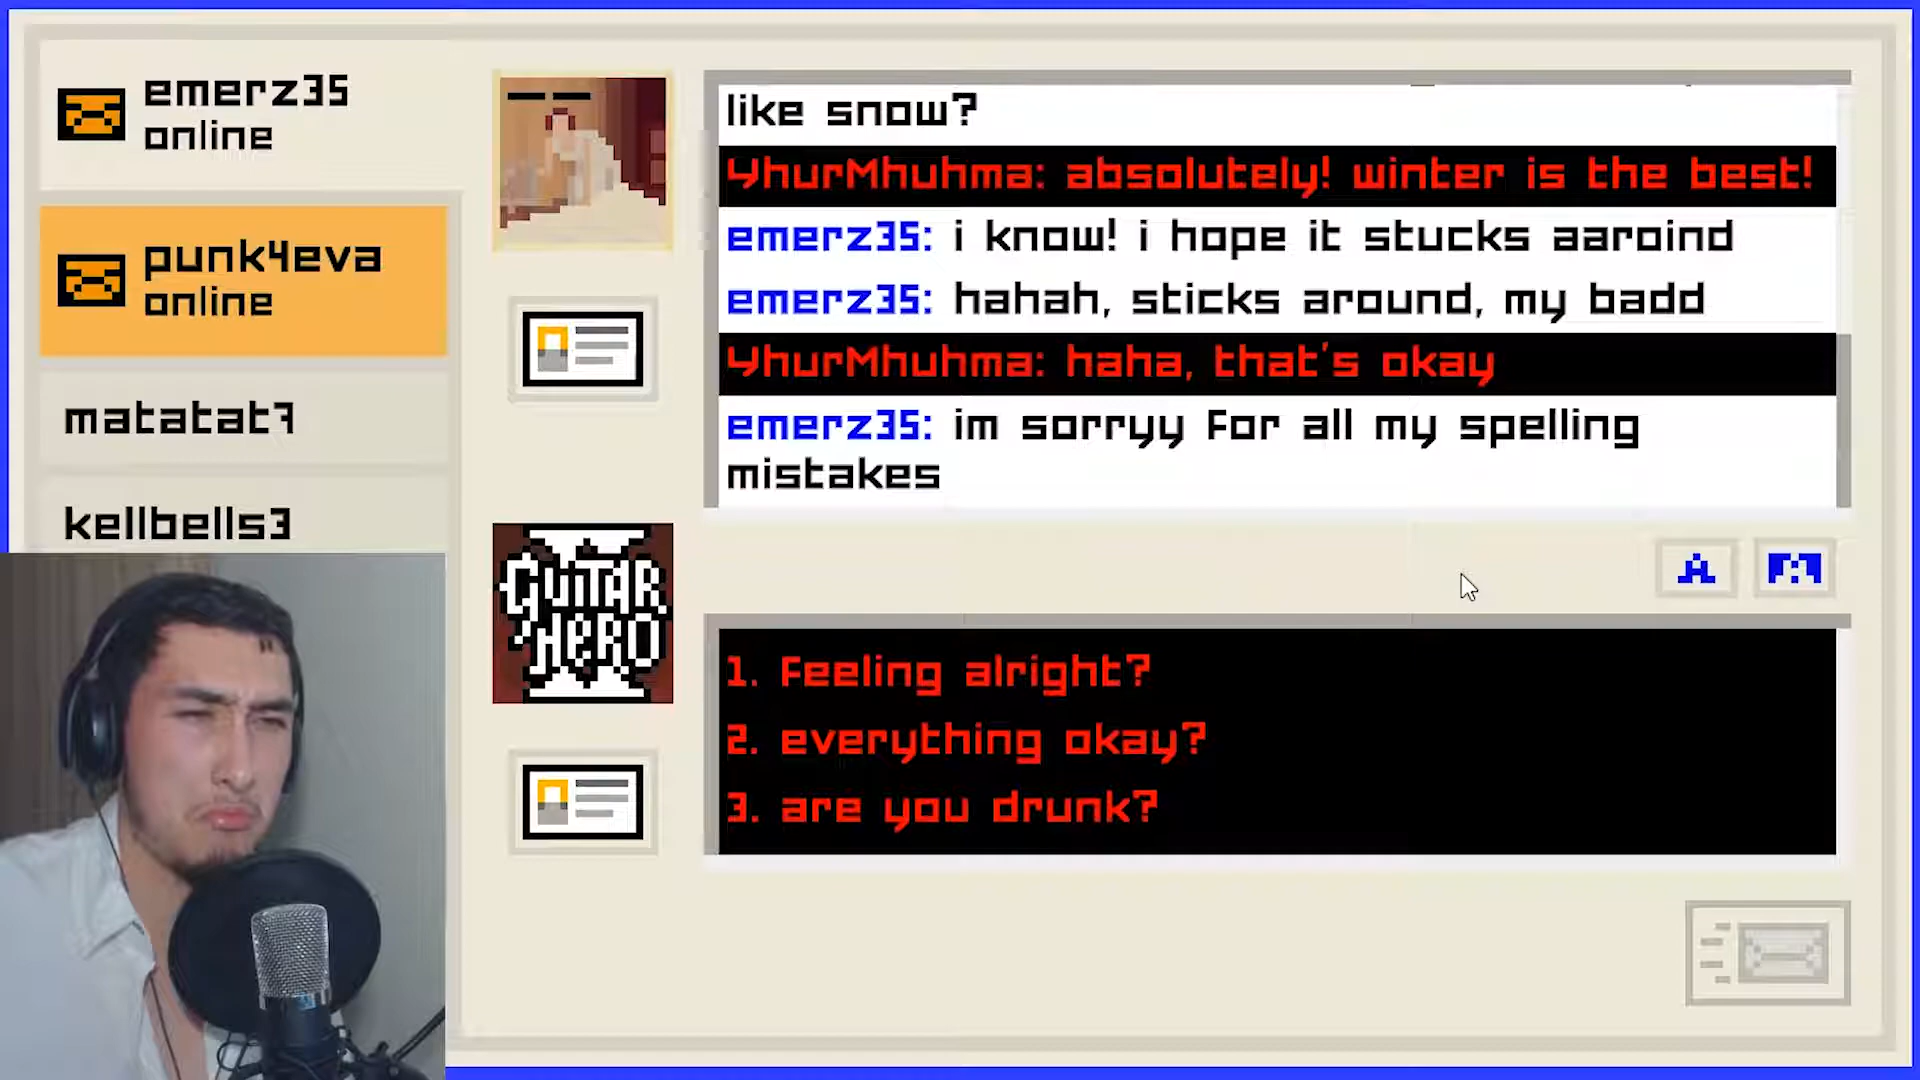 emerz35
online
punk4eva
online
matatat7
kellbells3
like snow?
YhurMhuhma: absolutely! winter is the best!
emerz35: i know! i hope it stucks aaroind
emerz35: hahah, sticks around, my badd
YhurMhuhma: haha, that's okay
emerz35: im sorryy For all my spelling
mistakes
GUITAR
HERO
A
1. Feeling alright?
2. everything okay?
3. are you drunk?